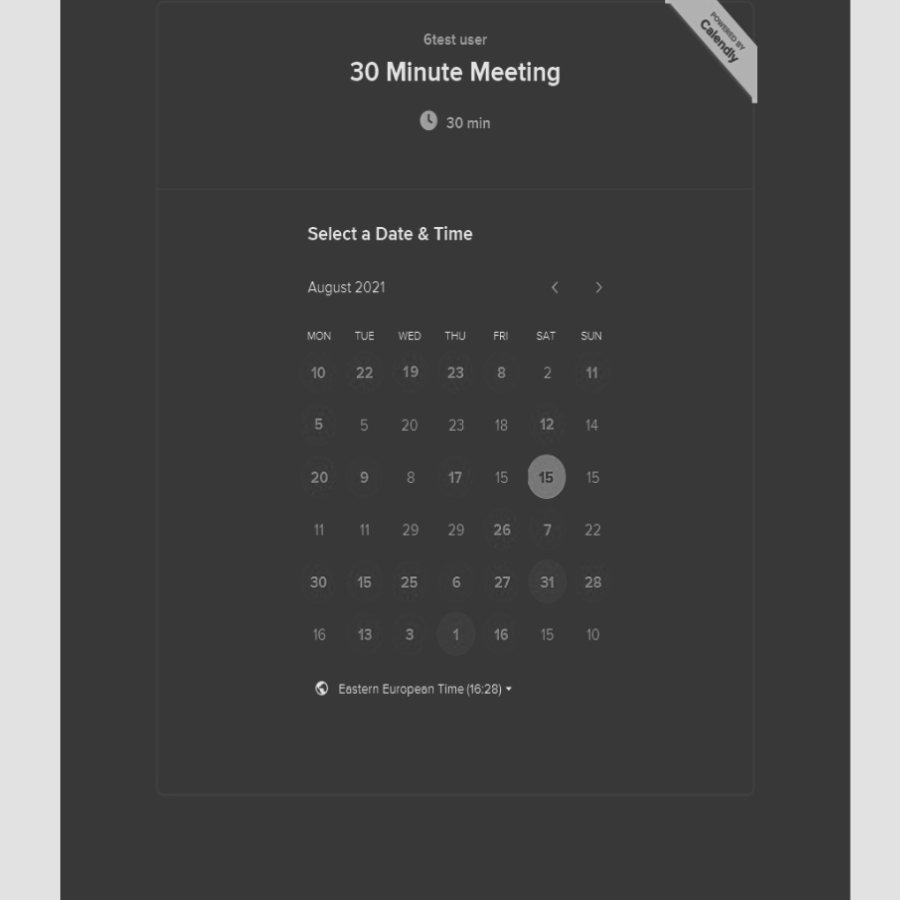 POWERED BY
Calendly
6test user
30 Minute Meeting
30 min
Select a Date & Time
August 2021
MON TUE WED THU FRI SAT SUN
10 22 19 23 8 2 11
5 5 20 23 18 12 14
20 9 8 17 15 15 15
11 11 29 29 26 7 22
30 15 25 6 27 31 28
16 13 3 1 16 15 10
Eastern European Time (16:28)